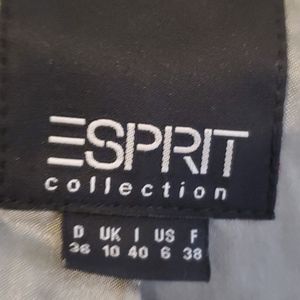 ESPRIT
collection
D UK I US F
36 10 40 6 38